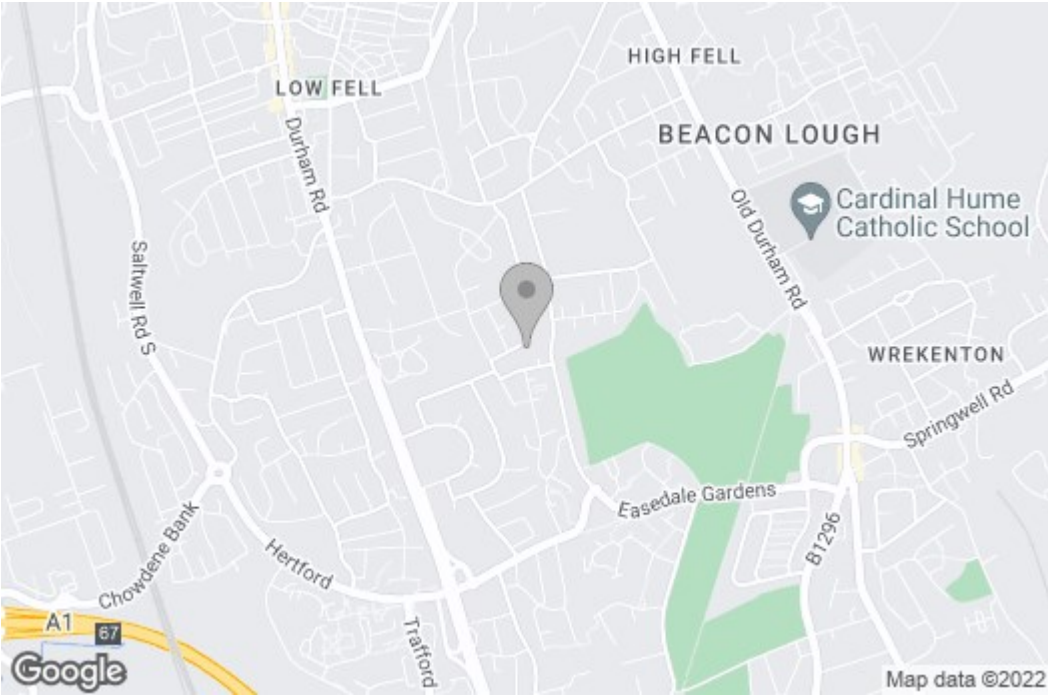 HIGH FELL
LOW FELL
BEACON LOUGH
Durham Rd
Cardinal Hume
Catholic School
Old Durham Rd
Saltwell Rd S
WREKENTON
Springwell Rd
Easedale Gardens
Chowdene Bank
B1296
Hertford
A1
67
Trafford
Google
Map data ©2022